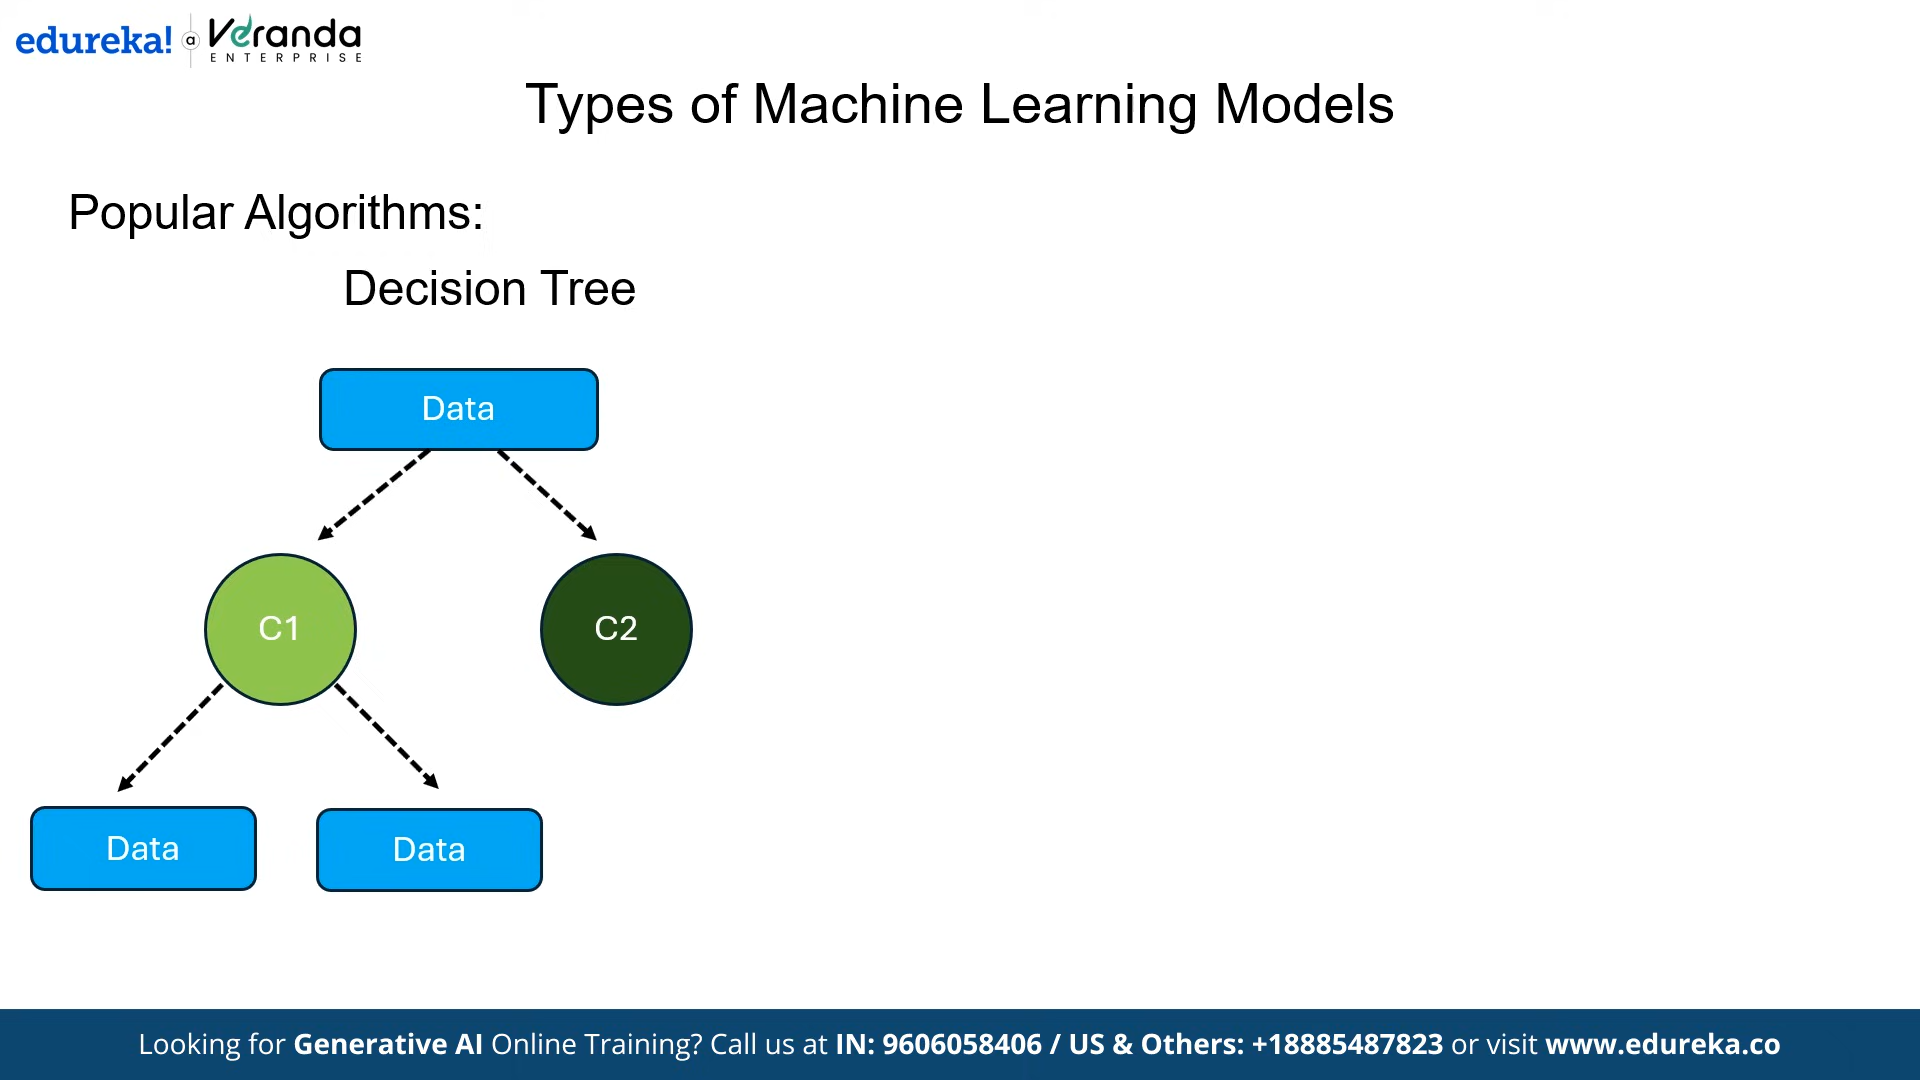 edureka! a Veranda
ENTERPRISE
Types of Machine Learning Models
Popular Algorithms:
Decision Tree
Data
C1
C2
Data
Data
Looking for Generative AI Online Training? Call us at IN: 9606058406 / US & Others: +18885487823 or visit www.edureka.co